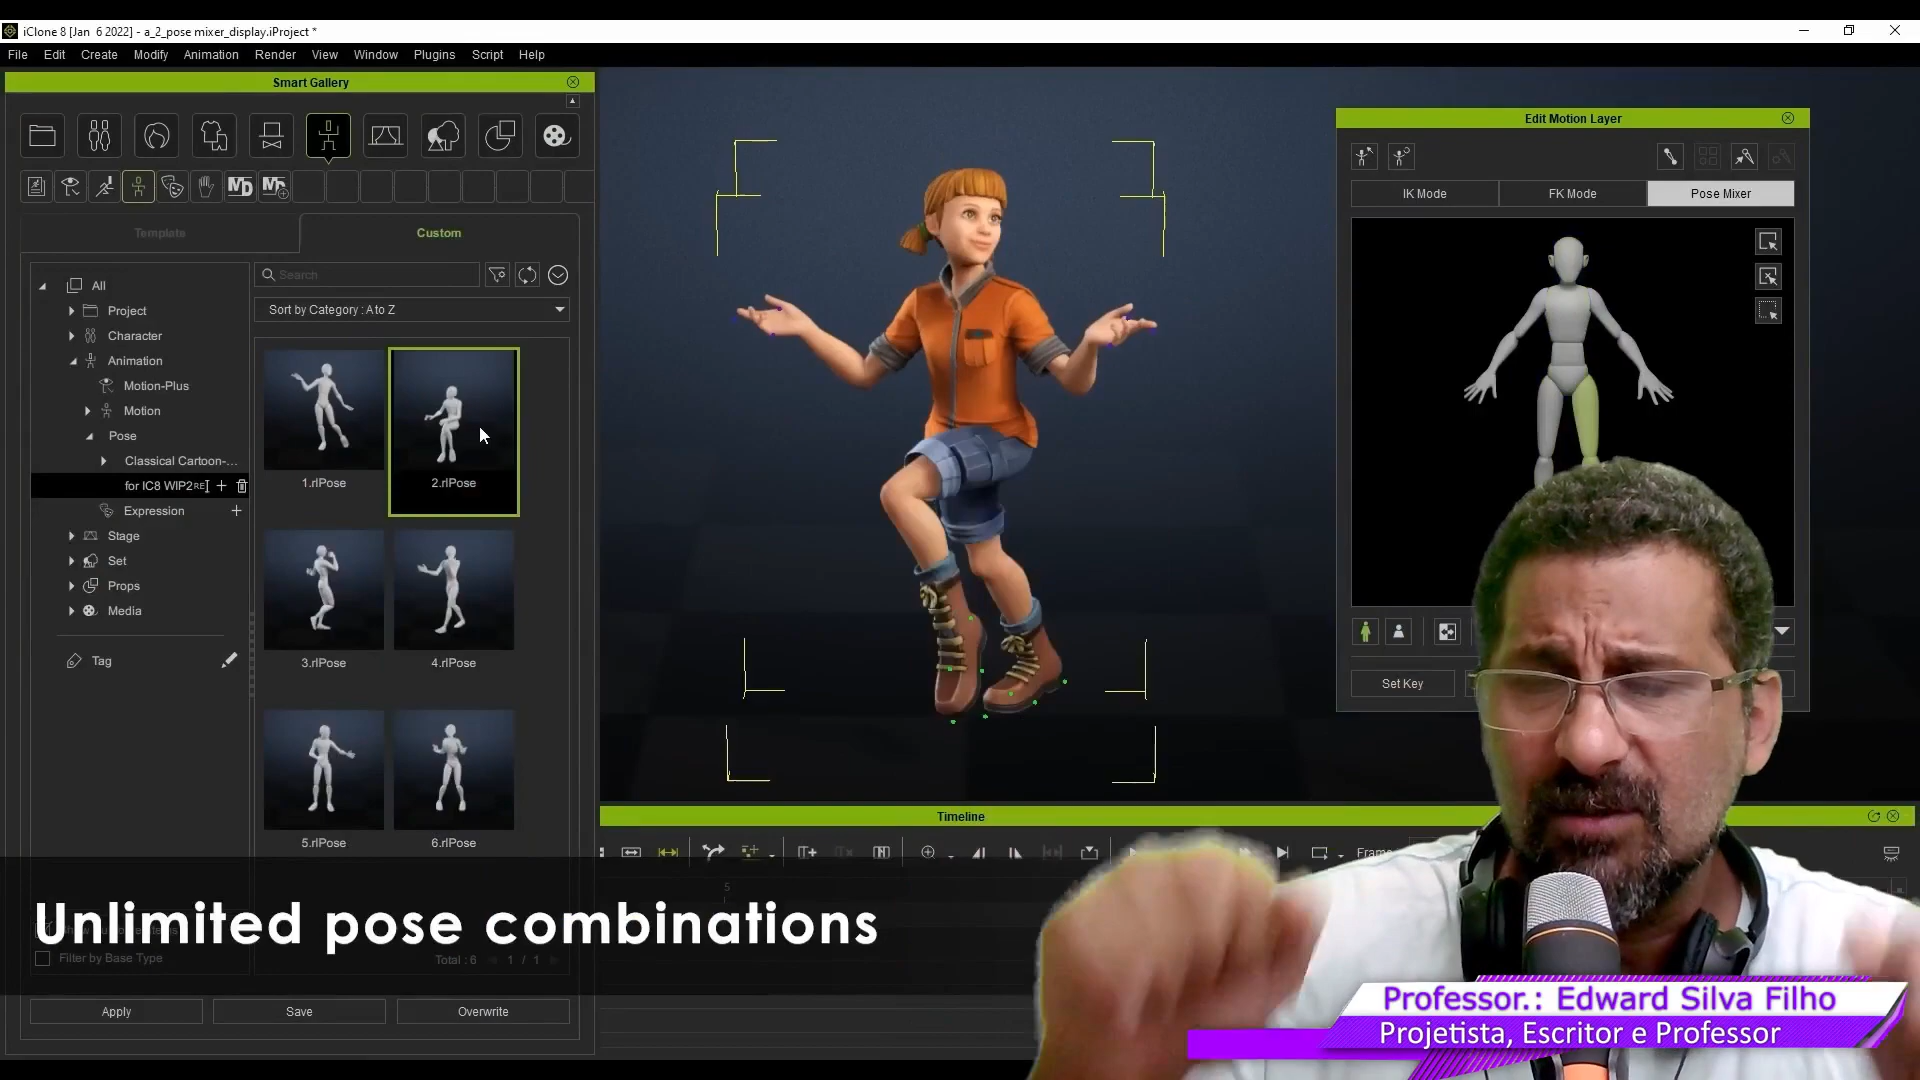 iClone 8 [Jan 6 2022] - a_2_pose mixer_display.iProject *
File Edit Create Modify Animation Render View Window Plugins Script Help
Smart Gallery
Template
Custom
All
Project
Character
Animation
Motion-Plus
Motion
Pose
Classical Cartoon-...
for IC8 WIP2
Expression
Stage
Set
Props
Media
Tag
Search
Sort by Category : A to Z
1.rlPose
2.rlPose
3.rlPose
4.rlPose
5.rlPose
6.rlPose
Filter by Base Type
Total : 6 1 / 1
Apply
Save
Overwrite
Edit Motion Layer
IK Mode
FK Mode
Pose Mixer
Set Key
Timeline
5
Unlimited pose combinations
Professor.: Edward Silva Filho
Projetista, Escritor e Professor